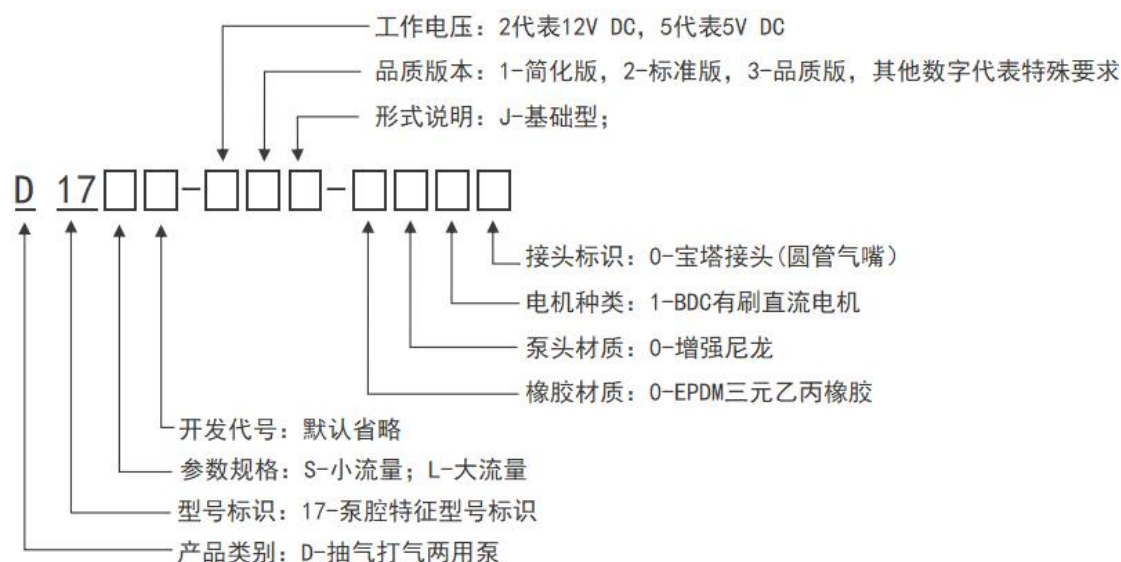 工作电压：2代表12V DC，5代表5V DC
品质版本：1-简化版，2-标准版，3-品质版，其他数字代表特殊要求
形式说明：J-基础型；
D 17□□-□□□-□□□□
接头标识：0-宝塔接头(圆管气嘴)
电机种类：1-BDC有刷直流电机
泵头材质：0-增强尼龙
橡胶材质：0-EPDM三元乙丙橡胶
开发代号：默认省略
参数规格：S-小流量；L-大流量
型号标识：17-泵腔特征型号标识
产品类别：D-抽气打气两用泵